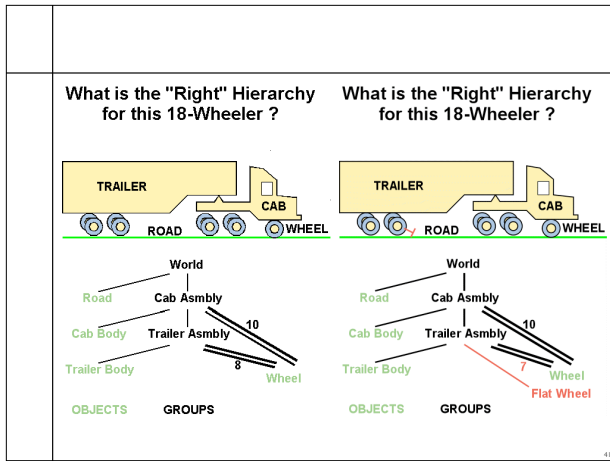 What is the "Right" Hierarchy
for this 18-Wheeler ?
TRAILER
CAB
ROAD
WHEEL
World
Road
Cab Asmbly
10
Cab Body
Trailer Asmbly
8
Trailer Body
Wheel
OBJECTS GROUPS
What is the "Right" Hierarchy
for this 18-Wheeler ?
TRAILER
CAB
ROAD
WHEEL
World
Road
Cab Asmbly
10
Cab Body
Trailer Asmbly
7
Trailer Body
Wheel
Flat Wheel
OBJECTS GROUPS